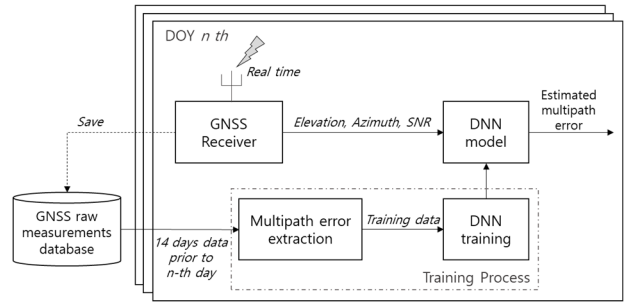 DOY n th
Real time
GNSS
Receiver
Save
Elevation, Azimuth, SNR
DNN
model
Estimated
multipath
error
GNSS raw
measurements
database
14 days data
prior to
n-th day
Multipath error
extraction
Training data
DNN
training
Training Process